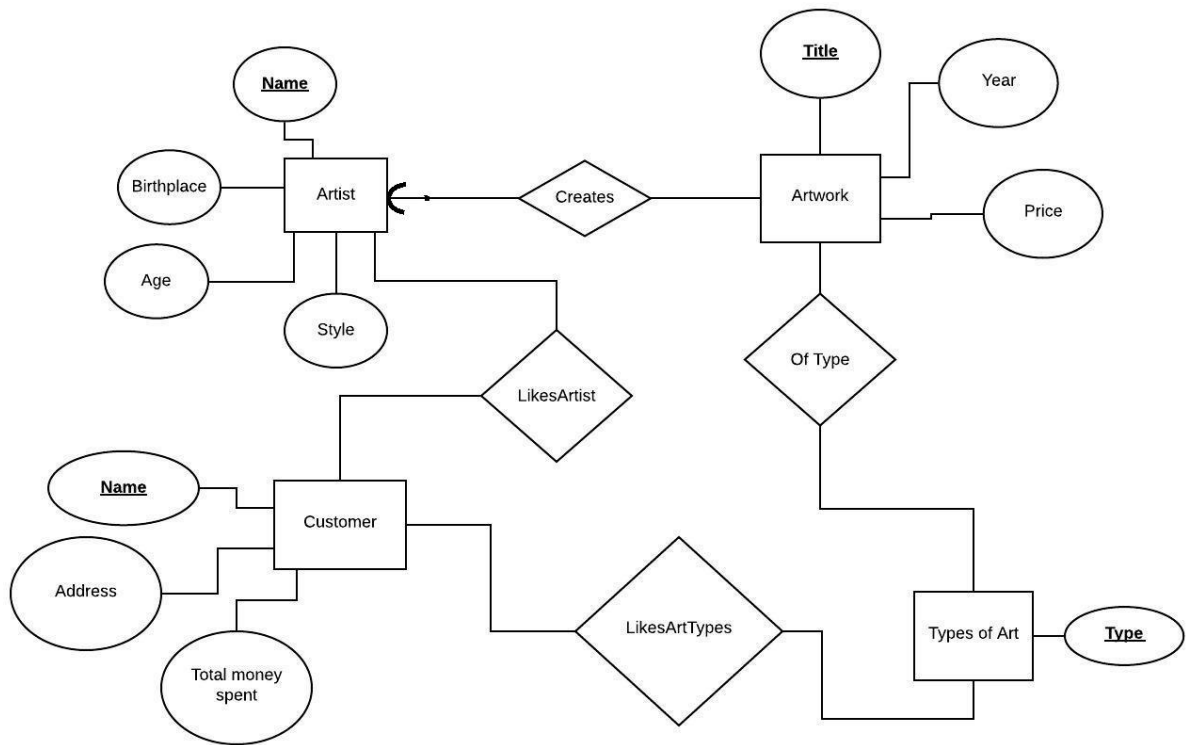 Title
Year
Name
Birthplace
Artist
Creates
Artwork
Price
Age
Style
Of Type
LikesArtist
Name
Customer
Address
LikesArtTypes
Types of Art
Type
Total money
spent